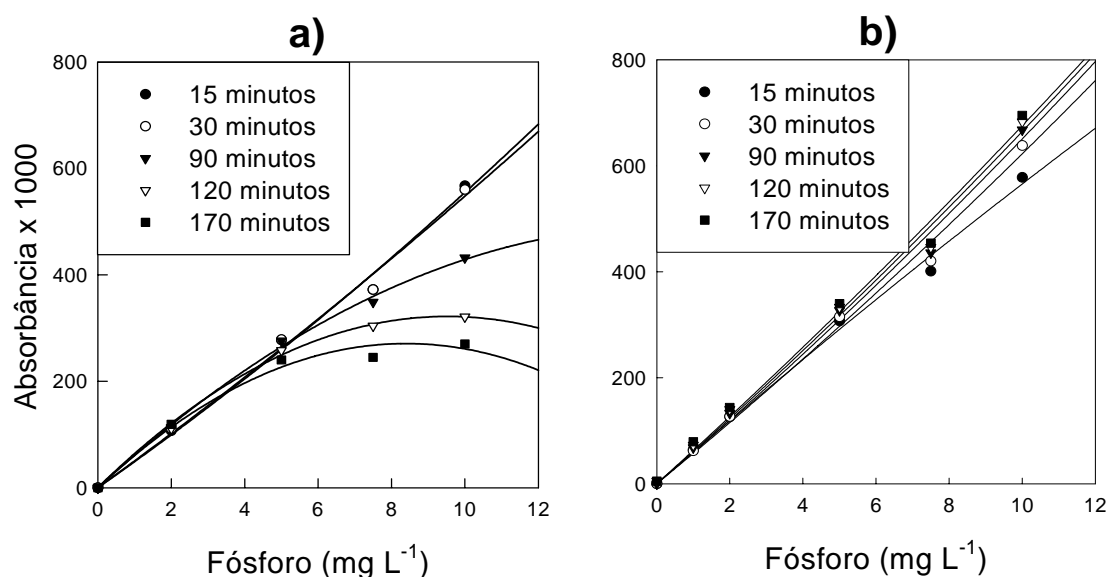 a)
800
600
400
200
0
15 minutos
30 minutos
90 minutos
120 minutos
170 minutos
0 2 4 6 8 10 12
Absorbância x 1000
Fósforo (mg L⁻¹)
b)
800
600
400
200
0
15 minutos
30 minutos
90 minutos
120 minutos
170 minutos
0 2 4 6 8 10 12
Fósforo (mg L⁻¹)